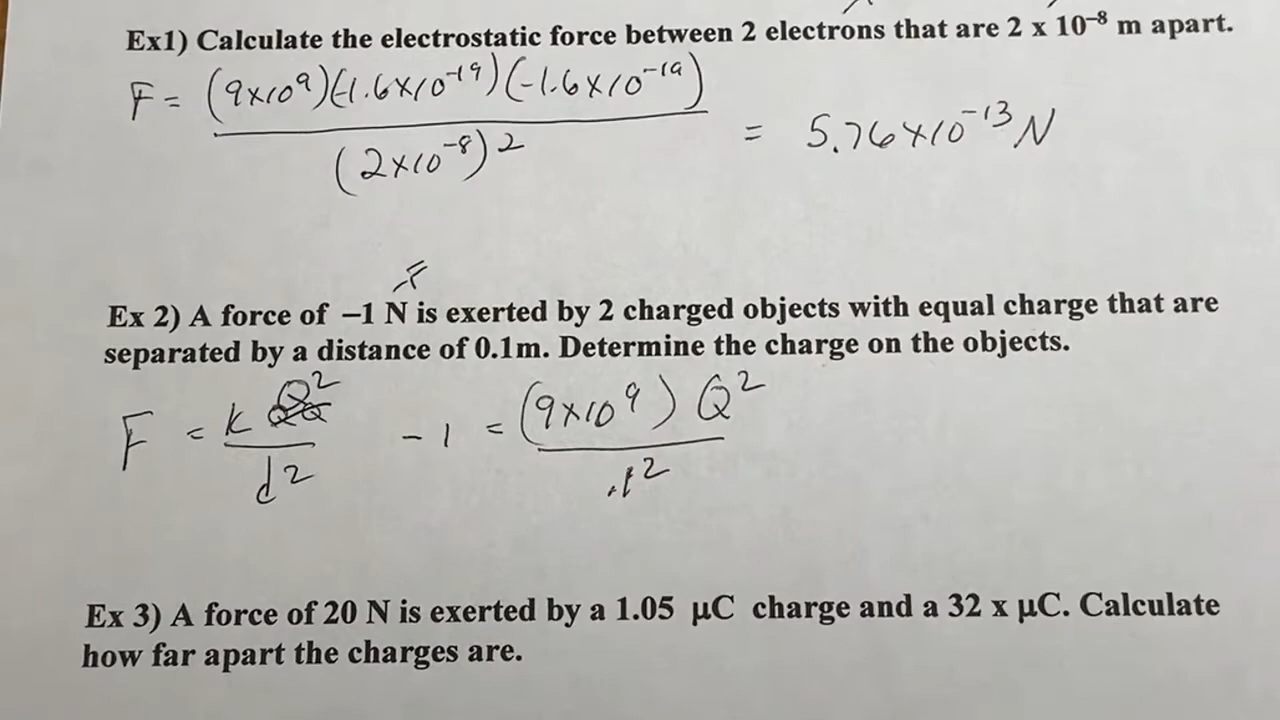 Ex1) Calculate the electrostatic force between 2 electrons that are 2 x 10⁻⁸ m apart.
F = (9x10⁹)(-1.6x10⁻¹⁹)(-1.6x10⁻¹⁹) / (2x10⁻⁸)² = 5.76x10⁻¹³ N
F
Ex 2) A force of –1 N is exerted by 2 charged objects with equal charge that are
separated by a distance of 0.1m. Determine the charge on the objects.
F = k Q² / d² -1 = (9x10⁹) Q² / .1²
Ex 3) A force of 20 N is exerted by a 1.05 µC charge and a 32 x µC. Calculate
how far apart the charges are.